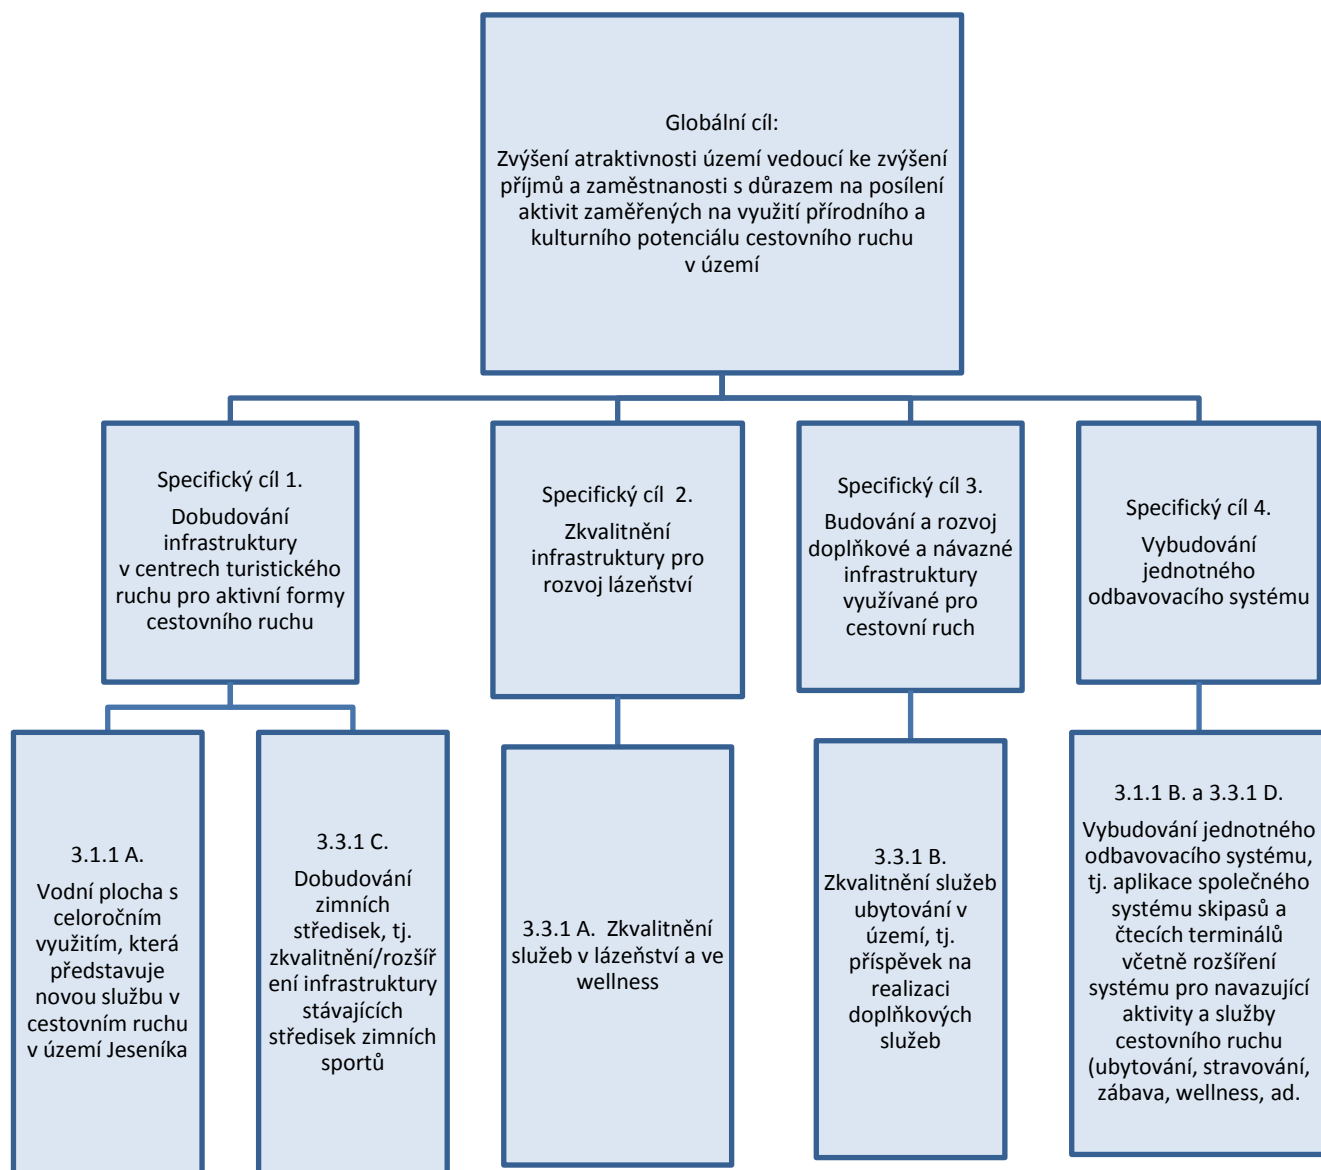 Globální cíl:
Zvýšení atraktivnosti území vedoucí ke zvýšení
příjmů a zaměstnanosti s důrazem na posílení
aktivit zaměřených na využití přírodního a
kulturního potenciálu cestovního ruchu
v území
Specifický cíl 1.
Dobudování
infrastruktury
v centrech turistického
ruchu pro aktivní formy
cestovního ruchu
Specifický cíl  2.
Zkvalitnění
infrastruktury pro
rozvoj lázeňství
Specifický cíl 3.
Budování a rozvoj
doplňkové a návazné
infrastruktury
využívané pro
cestovní ruch
Specifický cíl 4.
Vybudování
jednotného
odbavovacího systému
3.1.1 A.
Vodní plocha s
celoročním
využitím, která
představuje
novou službu v
cestovním ruchu
v území Jeseníka
3.3.1 C.
Dobudování
zimních
středisek, tj.
zkvalitnění/rozšíř
ení infrastruktury
stávajících
středisek zimních
sportů
3.3.1 A.  Zkvalitnění
služeb v lázeňství a ve
wellness
3.3.1 B.
Zkvalitnění služeb
ubytování v
území, tj.
příspěvek na
realizaci
doplňkových
služeb
3.1.1 B. a 3.3.1 D.
Vybudování jednotného
odbavovacího systému,
tj. aplikace společného
systému skipasů a
čtecích terminálů
včetně rozšíření
systému pro navazující
aktivity a služby
cestovního ruchu
(ubytování, stravování,
zábava, wellness, ad.